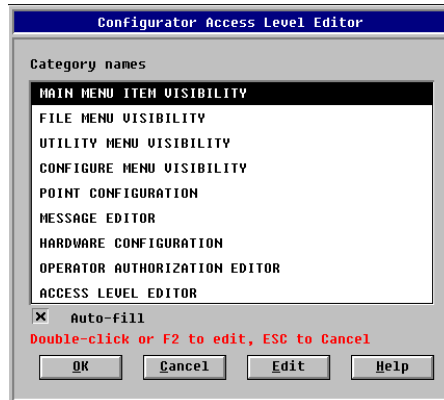 Configurator Access Level Editor
Category names
MAIN MENU ITEM VISIBILITY
FILE MENU VISIBILITY
UTILITY MENU VISIBILITY
CONFIGURE MENU VISIBILITY
POINT CONFIGURATION
MESSAGE EDITOR
HARDWARE CONFIGURATION
OPERATOR AUTHORIZATION EDITOR
ACCESS LEVEL EDITOR
Auto-fill
Double-click or F2 to edit, ESC to Cancel
OK Cancel Edit Help